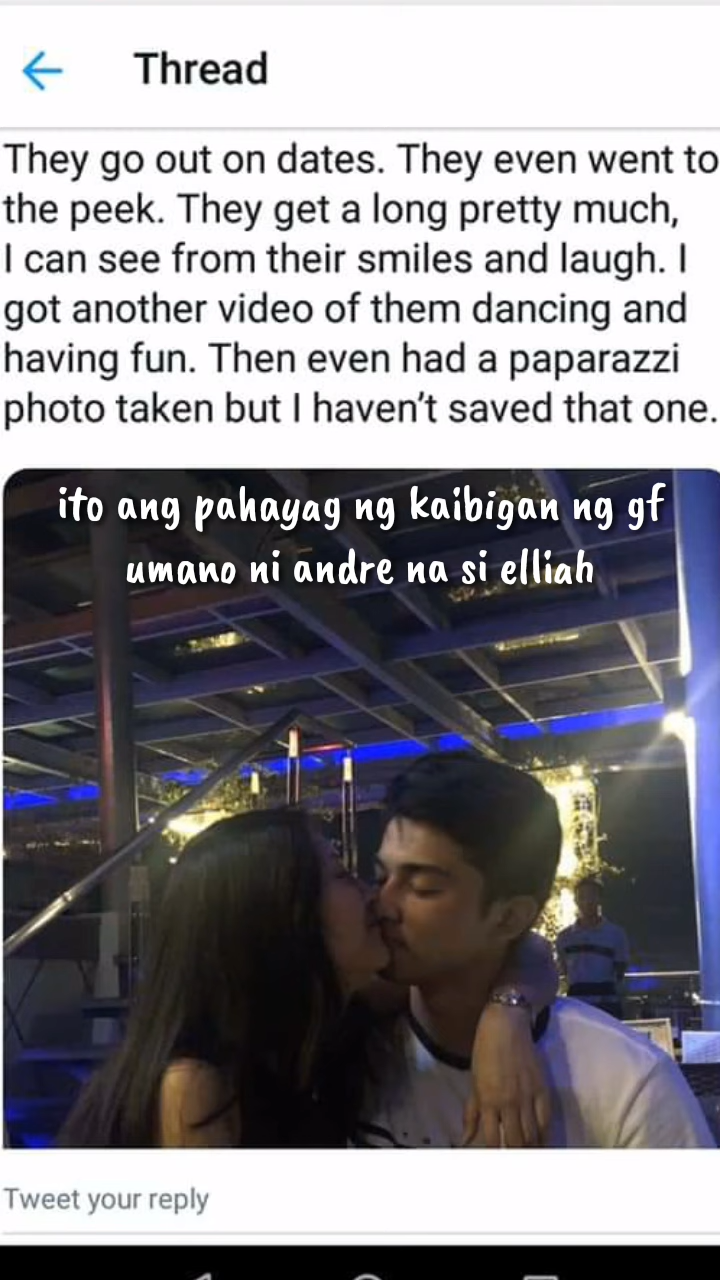 Thread
They go out on dates. They even went to
the peek. They get a long pretty much,
I can see from their smiles and laugh. I
got another video of them dancing and
having fun. Then even had a paparazzi
photo taken but I haven't saved that one.
ito ang pahayag ng kaibigan ng gf
umano ni andre na si elliah
Tweet your reply